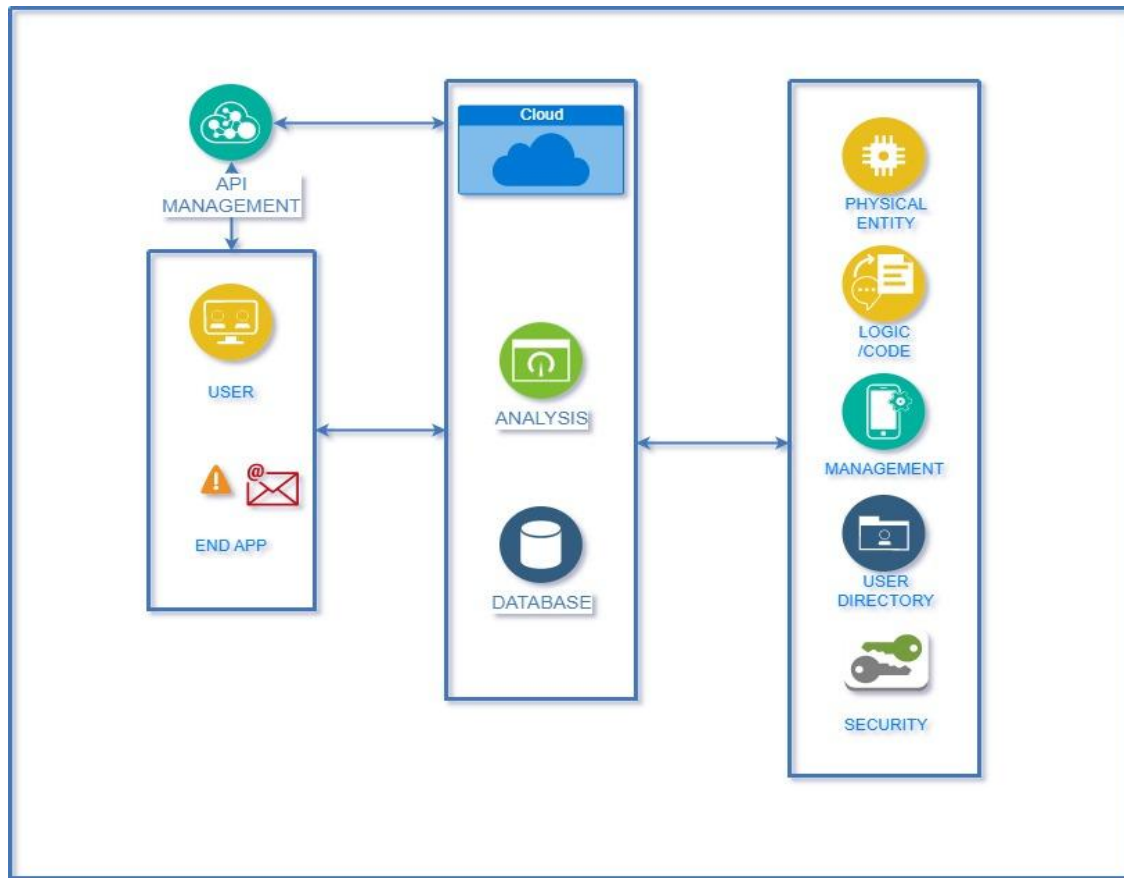 API
MANAGEMENT
USER
@
END APP
Cloud
ANALYSIS
DATABASE
PHYSICAL
ENTITY
LOGIC
/CODE
MANAGEMENT
USER
DIRECTORY
SECURITY